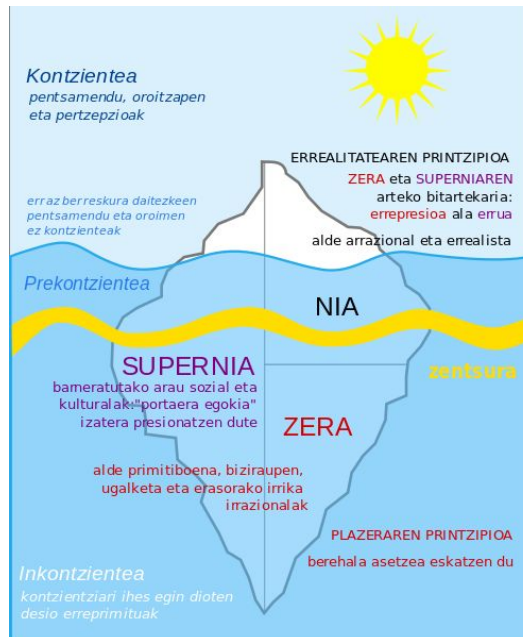 Kontzientea
pentsamendu, oroitzapen
eta pertzepzioak
ERREALITATEAREN PRINTZIPIOA
ZERA eta SUPERNIAREN
arteko bitartekaria:
errepresioa ala errua
alde arrazional eta errealista
erraz berreskura daitezkeen
pentsamendu eta oroimen
ez kontzienteak
Prekontzientea
NIA
zentsura
SUPERNIA
barneratutako arau sozial eta
kulturalak:"portaera egokia"
izatera presionatzen dute
ZERA
alde primitiboena, biziraupen,
ugalketa eta erasorako irrika
irrazionalak
PLAZERAREN PRINTZIPIOA
berehala asetzea eskatzen du
Inkontzientea
kontzientziari ihes egin dioten
desio erreprimituak